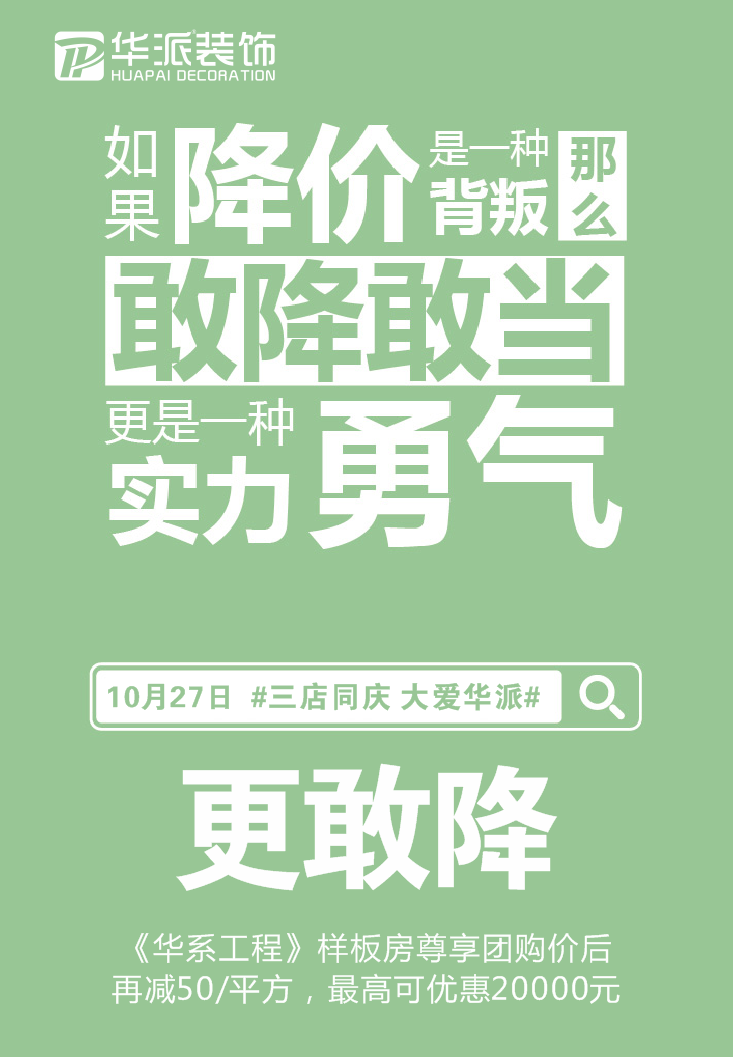 华派装饰
HUAPAI DECORATION
如果降价是一种背叛那么
敢降敢当
更是一种实力勇气
10月27日 #三店同庆 大爱华派#
更敢降
《华系工程》样板房尊享团购价后
再减50/平方，最高可优惠20000元